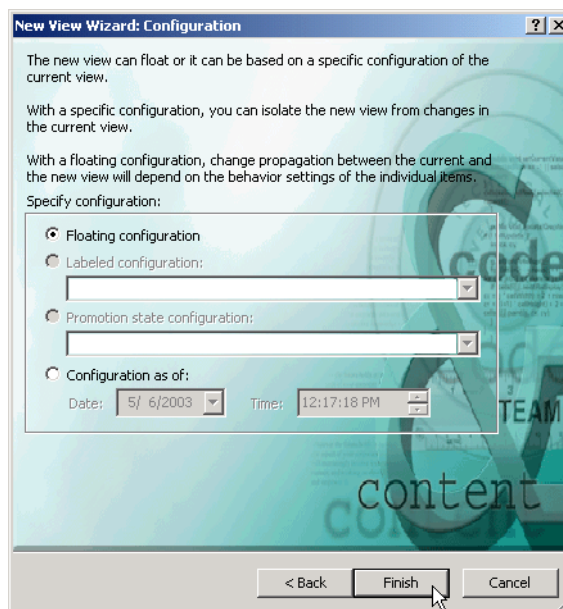 New View Wizard: Configuration
The new view can float or it can be based on a specific configuration of the
current view.
With a specific configuration, you can isolate the new view from changes in
the current view.
With a floating configuration, change propagation between the current and
the new view will depend on the behavior settings of the individual items.
Specify configuration:
Floating configuration
Labeled configuration:
Promotion state configuration:
Configuration as of:
Date: 5/ 6/2003 Time: 12:17:18 PM
code
TEAM
content
< Back Finish Cancel